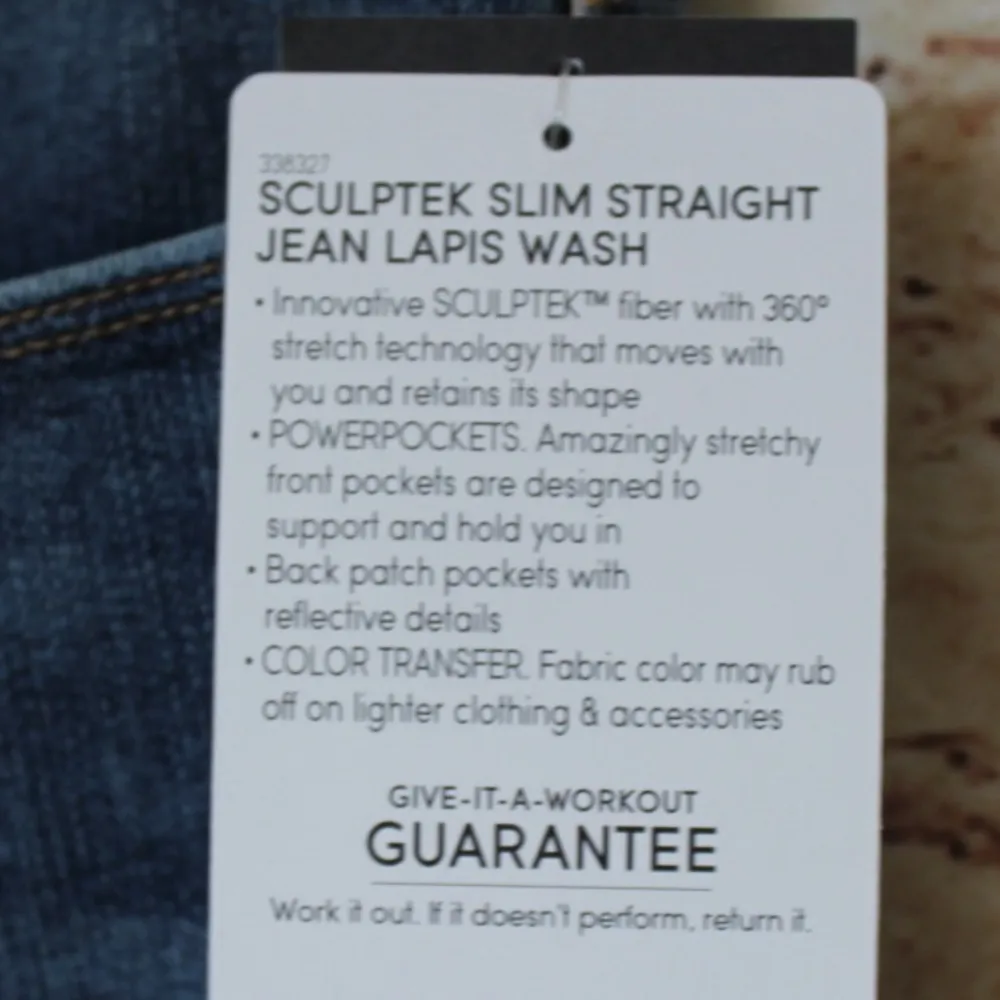 338327
SCULPTEK SLIM STRAIGHT
JEAN LAPIS WASH
• Innovative SCULPTEK™ fiber with 360°
stretch technology that moves with
you and retains its shape
• POWERPOCKETS. Amazingly stretchy
front pockets are designed to
support and hold you in
• Back patch pockets with
reflective details
• COLOR TRANSFER. Fabric color may rub
off on lighter clothing & accessories
GIVE-IT-A-WORKOUT
GUARANTEE
Work it out. If it doesn't perform, return it.